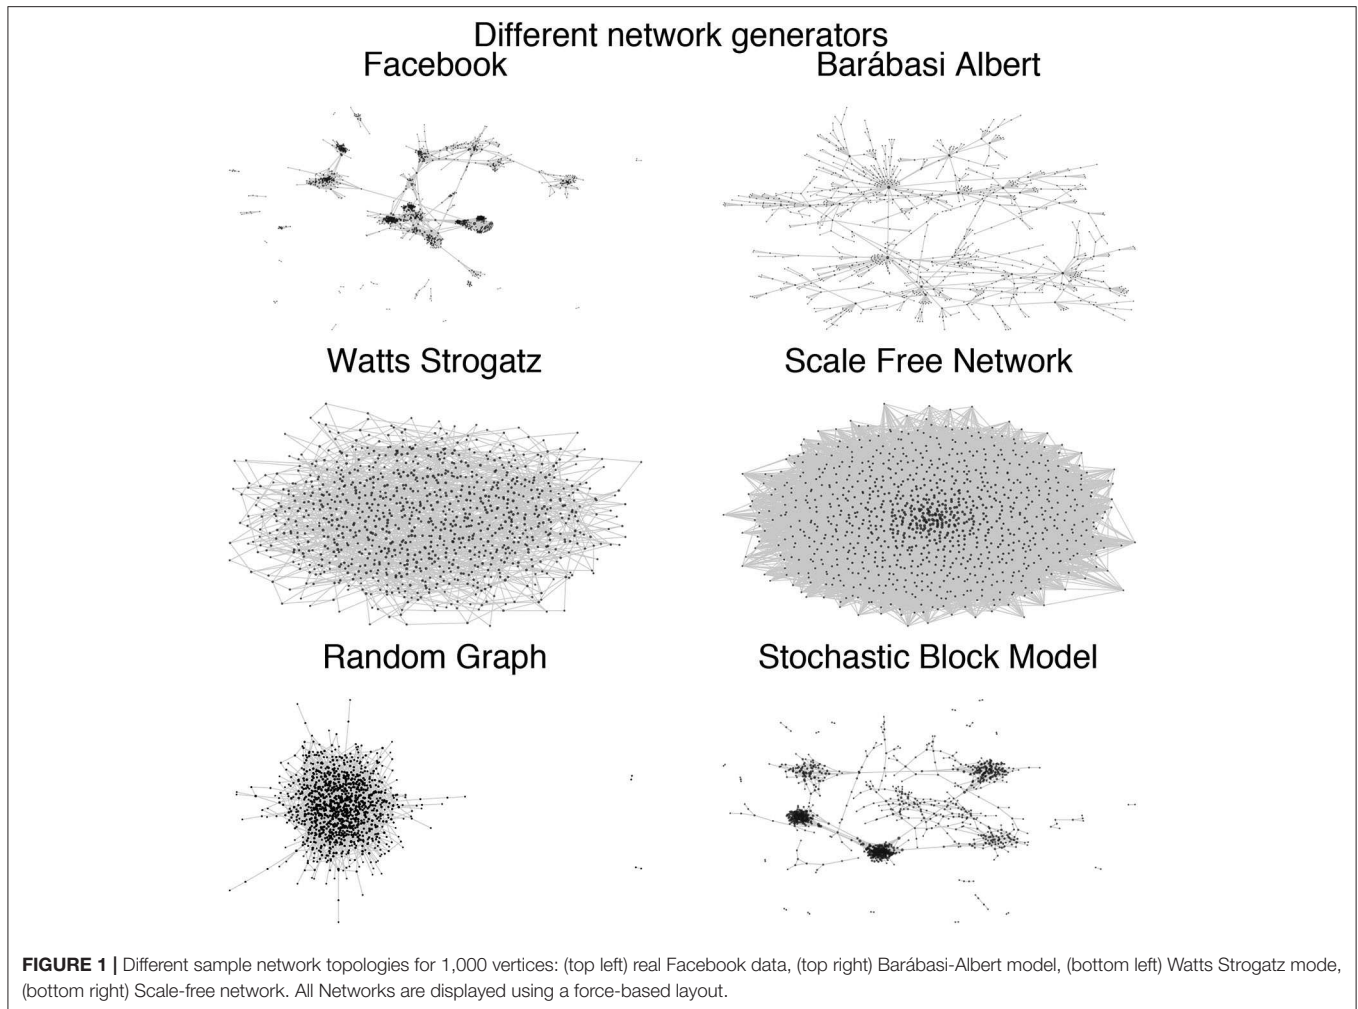 Different network generators
Facebook
Barábasi Albert
Watts Strogatz
Scale Free Network
Random Graph
Stochastic Block Model
FIGURE 1 | Different sample network topologies for 1,000 vertices: (top left) real Facebook data, (top right) Barábasi-Albert model, (bottom left) Watts Strogatz mode,
(bottom right) Scale-free network. All Networks are displayed using a force-based layout.